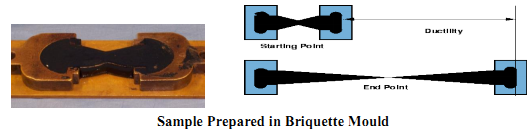 Ductility
Starting Point
End Point
Sample Prepared in Briquette Mould